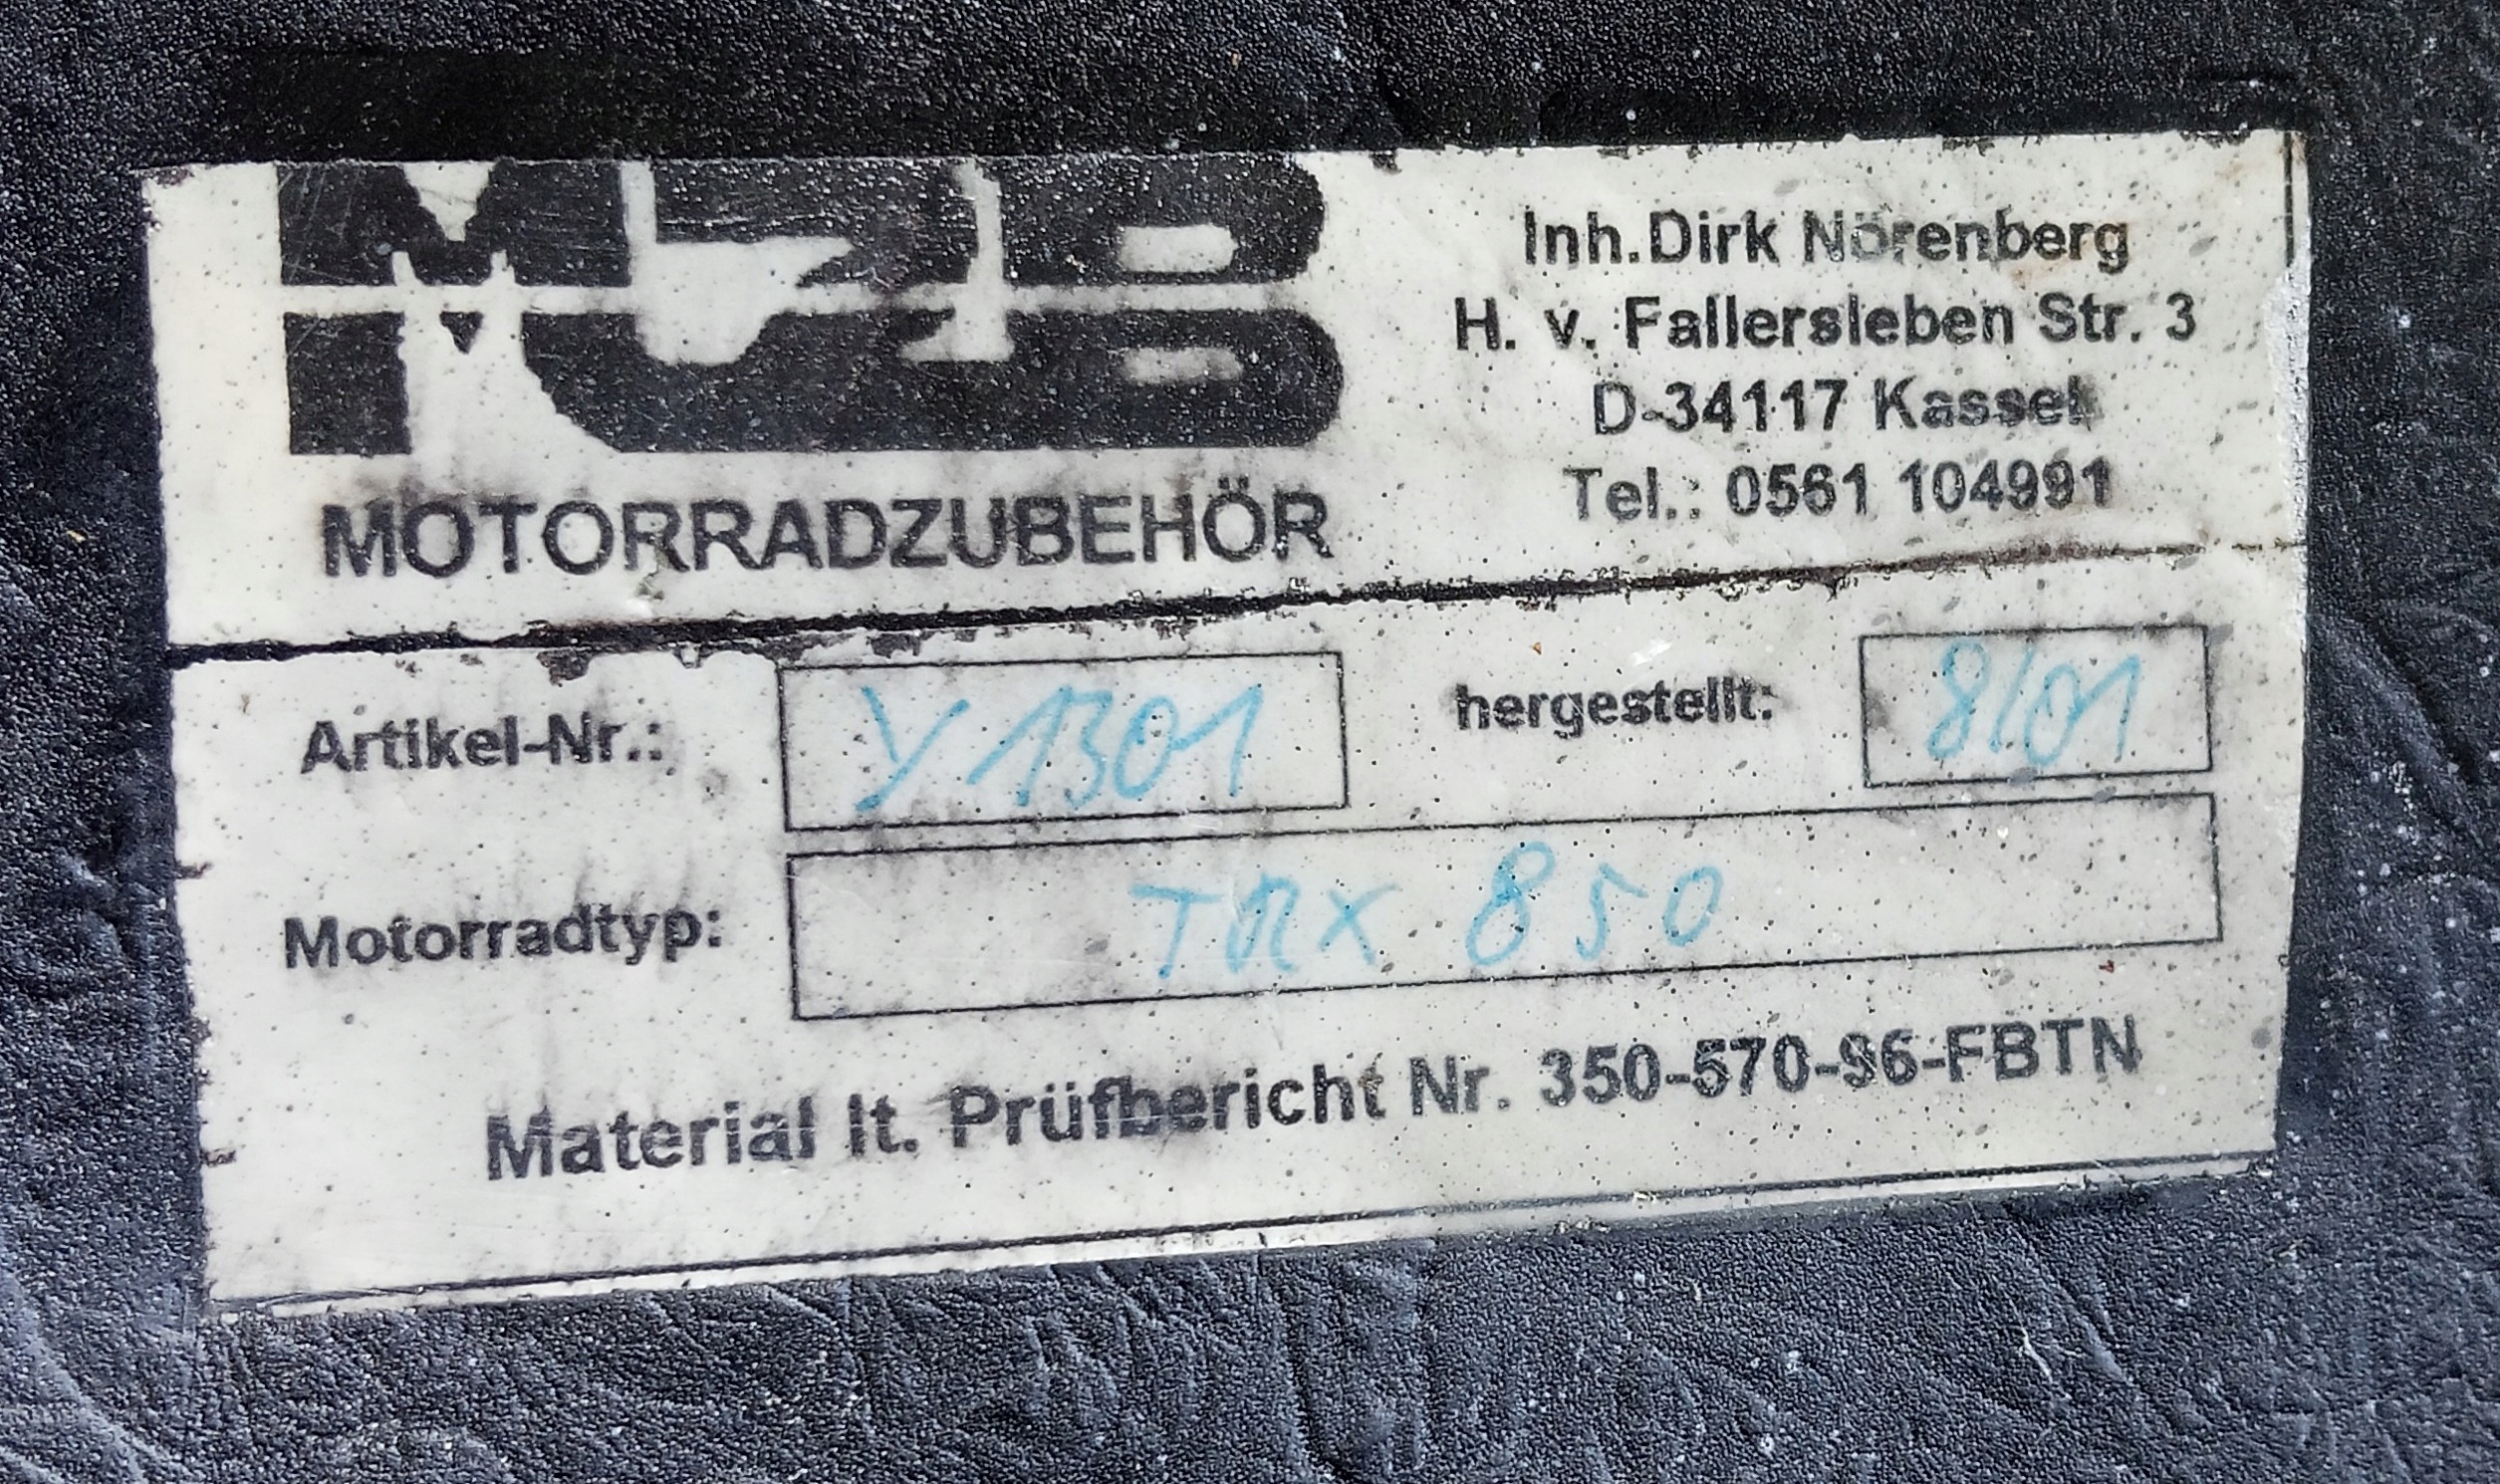 MOTORRADZUBEHÖR
Inh.Dirk Nörenberg
H. v. Fallersleben Str. 3
D-34117 Kassel
Tel.: 0561 104991
Artikel-Nr.: Y1301 hergestellt: 8/01
Motorradtyp: TRX 850
Material lt. Prüfbericht Nr. 350-570-96-FBTN